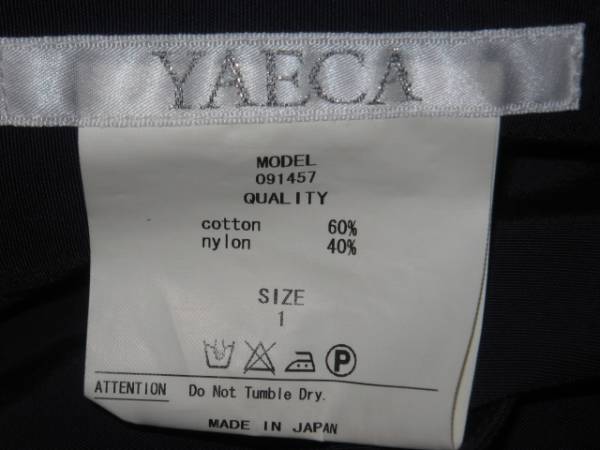 YAECA
MODEL
091457
QUALITY
cotton 60%
nylon 40%
SIZE
1
P
ATTENTION Do Not Tumble Dry.
MADE IN JAPAN